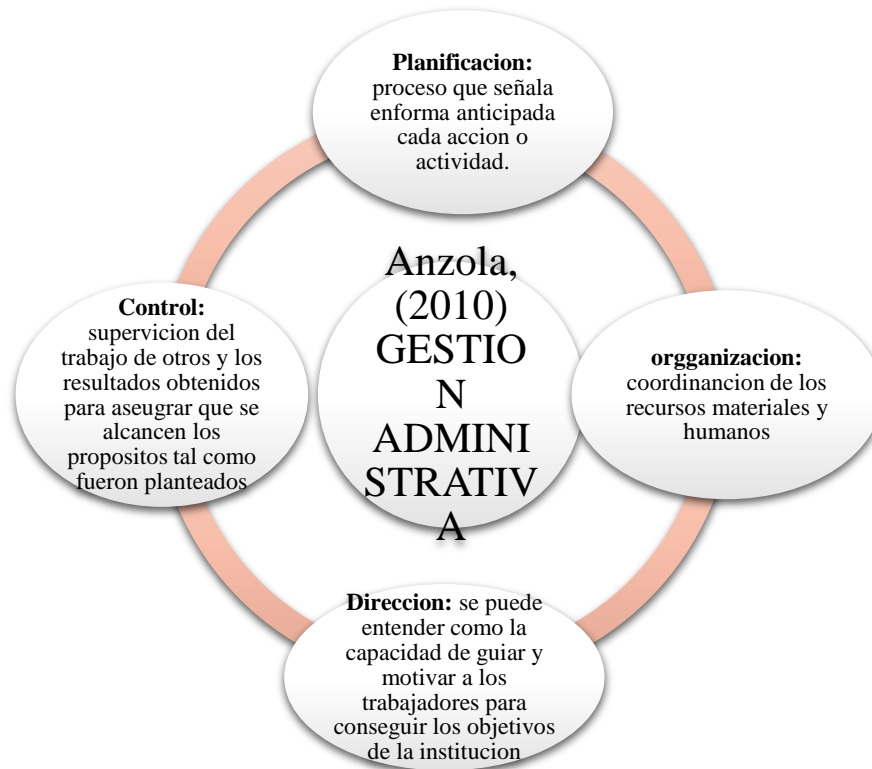 Planificacion:
proceso que señala
enforma anticipada
cada accion o
actividad.
Anzola,
(2010)
GESTIO
N
ADMINI
STRATIV
A
orgganizacion:
coordinancion de los
recursos materiales y
humanos
Direccion: se puede
entender como la
capacidad de guiar y
motivar a los
trabajadores para
conseguir los objetivos
de la institucion
Control:
supervicion del
trabajo de otros y los
resultados obtenidos
para aseugrar que se
alcancen los
propositos tal como
fueron planteados